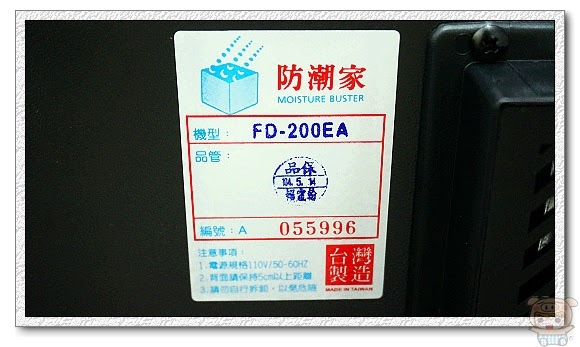 防潮家
MOISTURE BUSTER
機型: FD-200EA
品管:
品保
104.5.14
編號: A 055996
注意事項:
1.電源規格110V/50-60HZ
2.背面請保持5cm以上距離
3.請勿自行拆卸,以免危險
台灣
製造
MADE IN TAIWAN